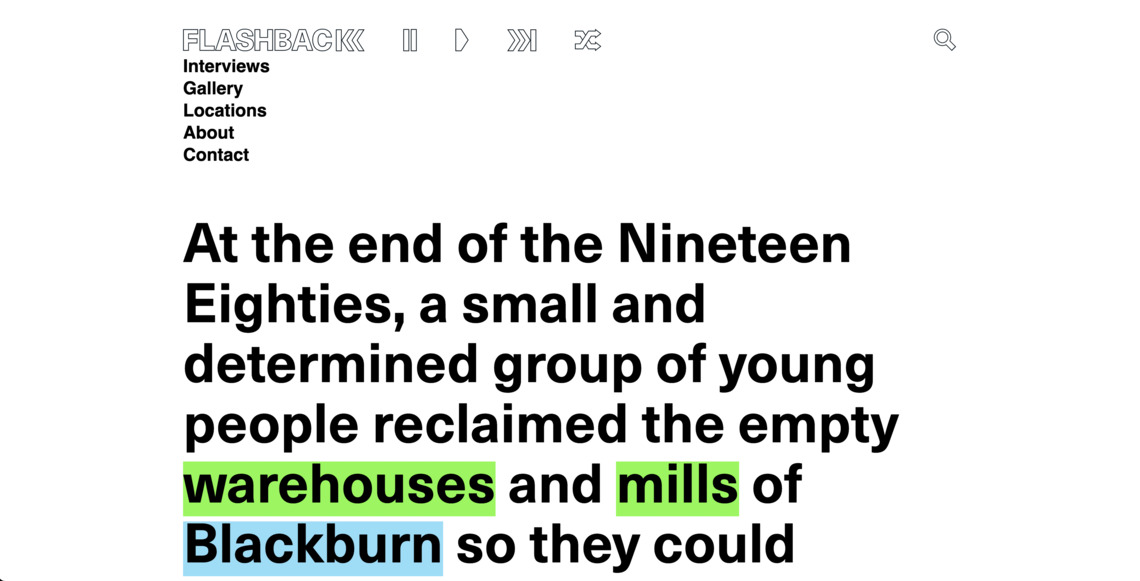 FLASHBACK
Interviews
Gallery
Locations
About
Contact
At the end of the Nineteen
Eighties, a small and
determined group of young
people reclaimed the empty
warehouses and mills of
Blackburn so they could